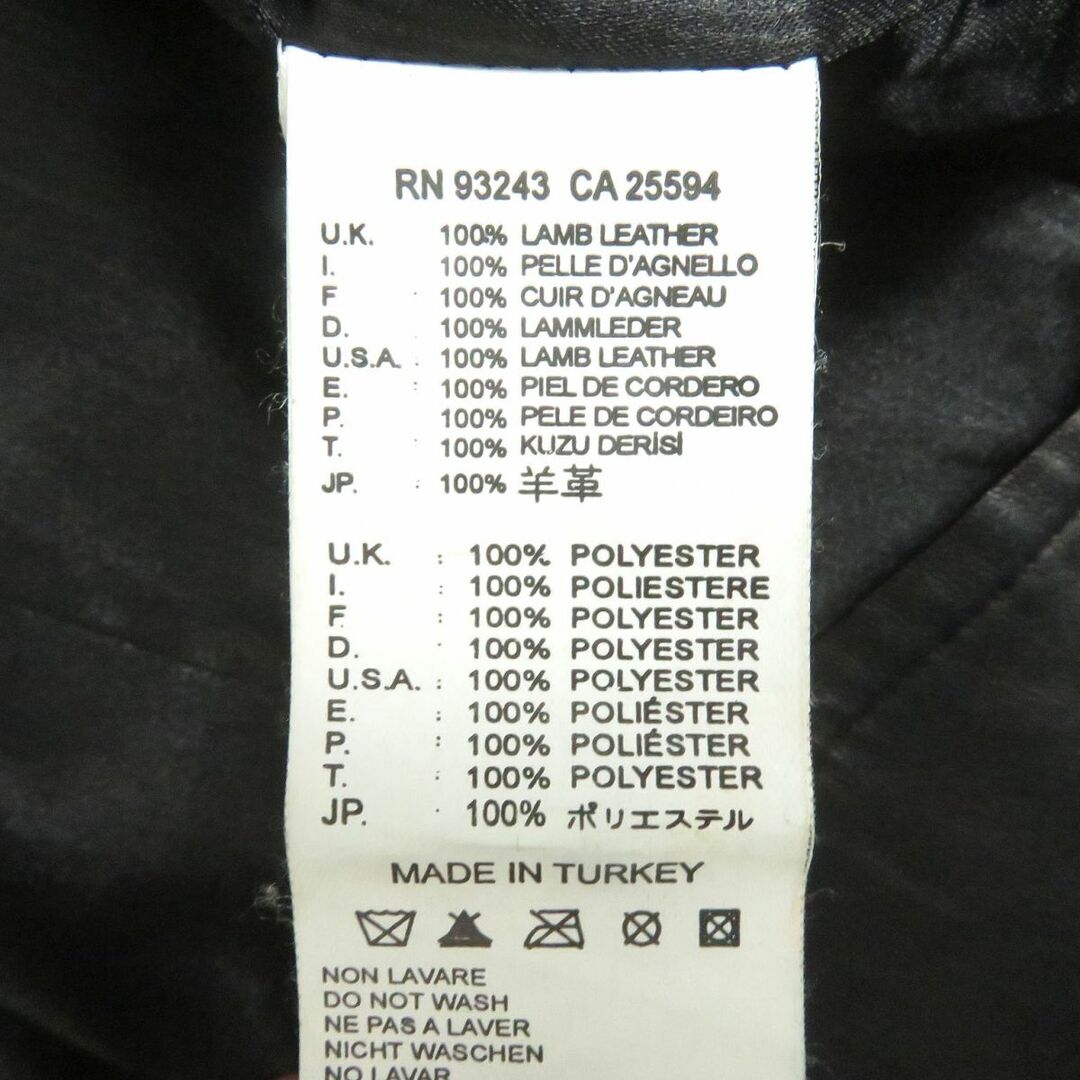 RN 93243 CA 25594
U.K. 100% LAMB LEATHER
I. 100% PELLE D'AGNELLO
F : 100% CUIR D'AGNEAU
D. 100% LAMMLEDER
U.S.A. : 100% LAMB LEATHER
E. : 100% PIEL DE CORDERO
P. : 100% PELE DE CORDEIRO
T. 100% KUZU DERİSİ
JP. : 100% 羊革
U.K. : 100% POLYESTER
I. : 100% POLIESTERE
F : 100% POLYESTER
D. : 100% POLYESTER
U.S.A. : 100% POLYESTER
E. : 100% POLIÉSTER
P. : 100% POLIÉSTER
T. : 100% POLYESTER
JP. : 100% ポリエステル
MADE IN TURKEY
NON LAVARE
DO NOT WASH
NE PAS A LAVER
NICHT WASCHEN
NO LAVAR